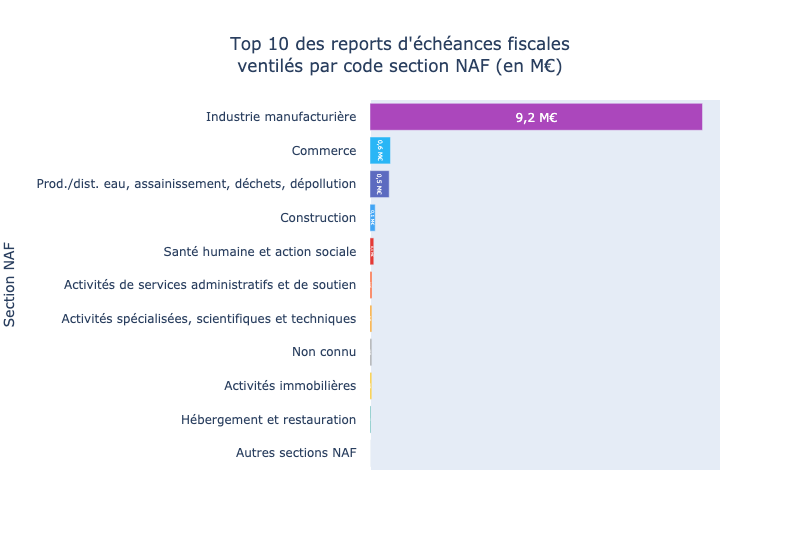 Top 10 des reports d'échéances fiscales
ventilés par code section NAF (en M€)
Section NAF
Industrie manufacturière
9,2 M€
Commerce
0,6 M€
Prod./dist. eau, assainissement, déchets, dépollution
0,5 M€
Construction
Santé humaine et action sociale
Activités de services administratifs et de soutien
Activités spécialisées, scientifiques et techniques
Non connu
Activités immobilières
Hébergement et restauration
Autres sections NAF